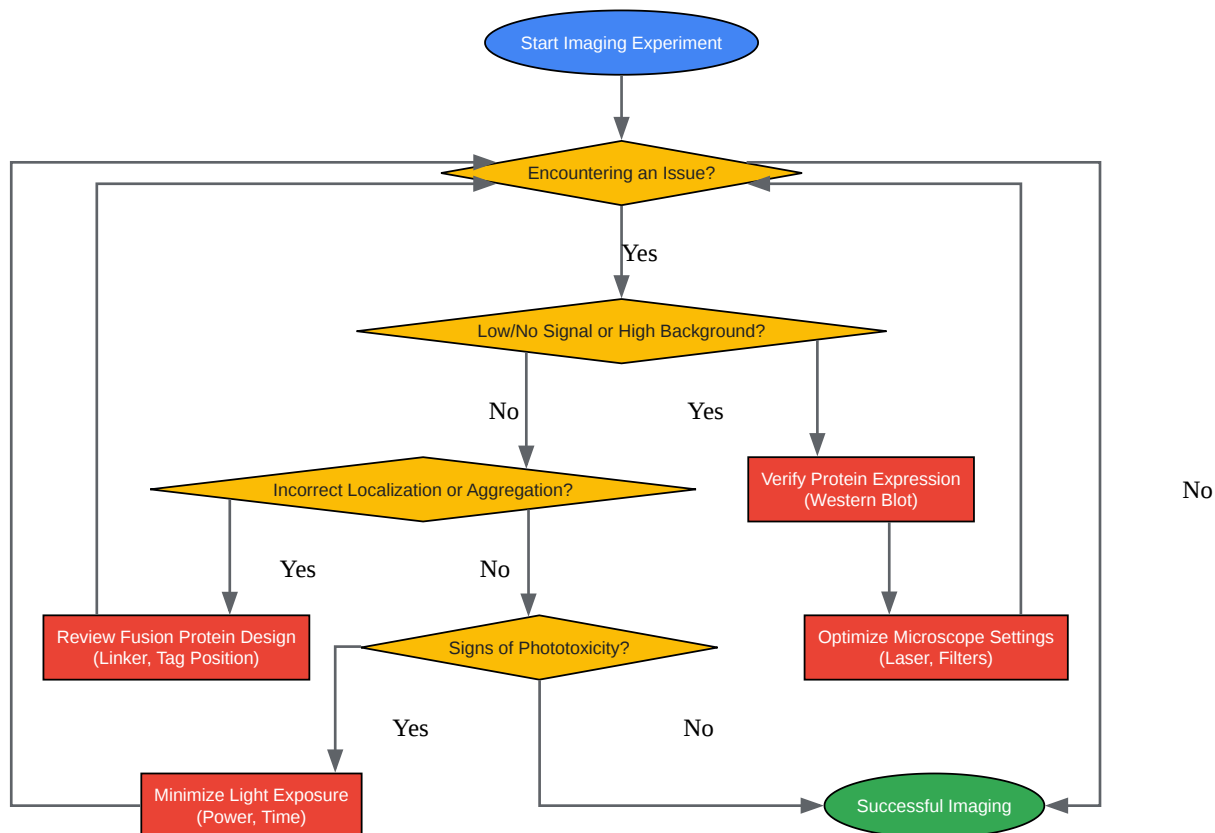 Start Imaging Experiment
Encountering an Issue?
Yes
Low/No Signal or High Background?
No
Yes
Verify Protein Expression
(Western Blot)
No
Incorrect Localization or Aggregation?
Yes
No
Review Fusion Protein Design
(Linker, Tag Position)
Signs of Phototoxicity?
Optimize Microscope Settings
(Laser, Filters)
Yes
No
Minimize Light Exposure
(Power, Time)
Successful Imaging